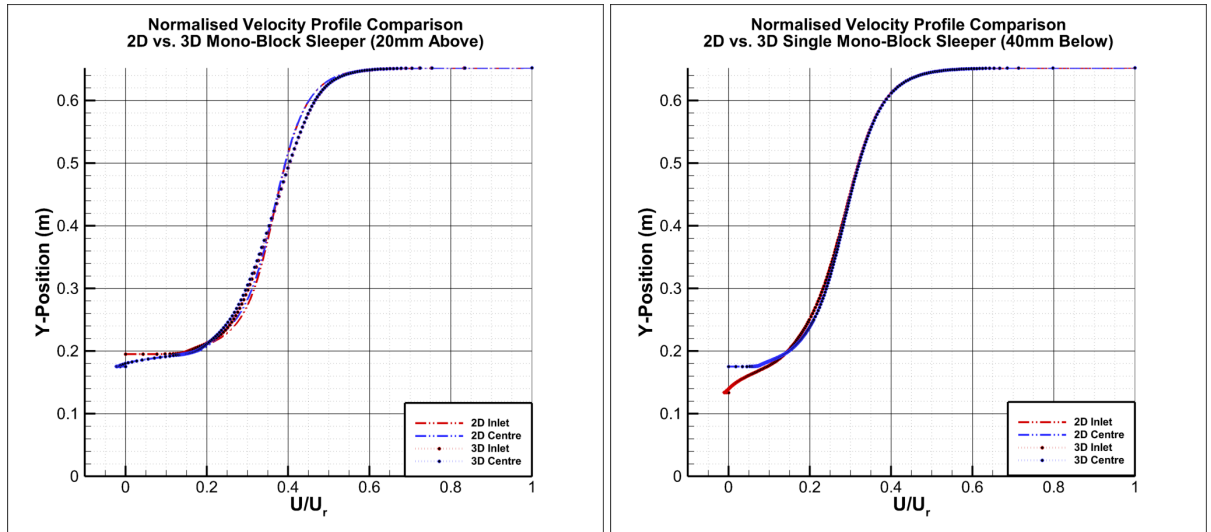 Normalised Velocity Profile Comparison
2D vs. 3D Mono-Block Sleeper (20mm Above)
Y-Position (m)
0.6
0.5
0.4
0.3
0.2
0.1
0
0 0.2 0.4 0.6 0.8 1
U/Ur
2D Inlet
2D Centre
3D Inlet
3D Centre
Normalised Velocity Profile Comparison
2D vs. 3D Single Mono-Block Sleeper (40mm Below)
Y-Position (m)
0.6
0.5
0.4
0.3
0.2
0.1
0
0 0.2 0.4 0.6 0.8 1
U/Ur
2D Inlet
2D Centre
3D Inlet
3D Centre